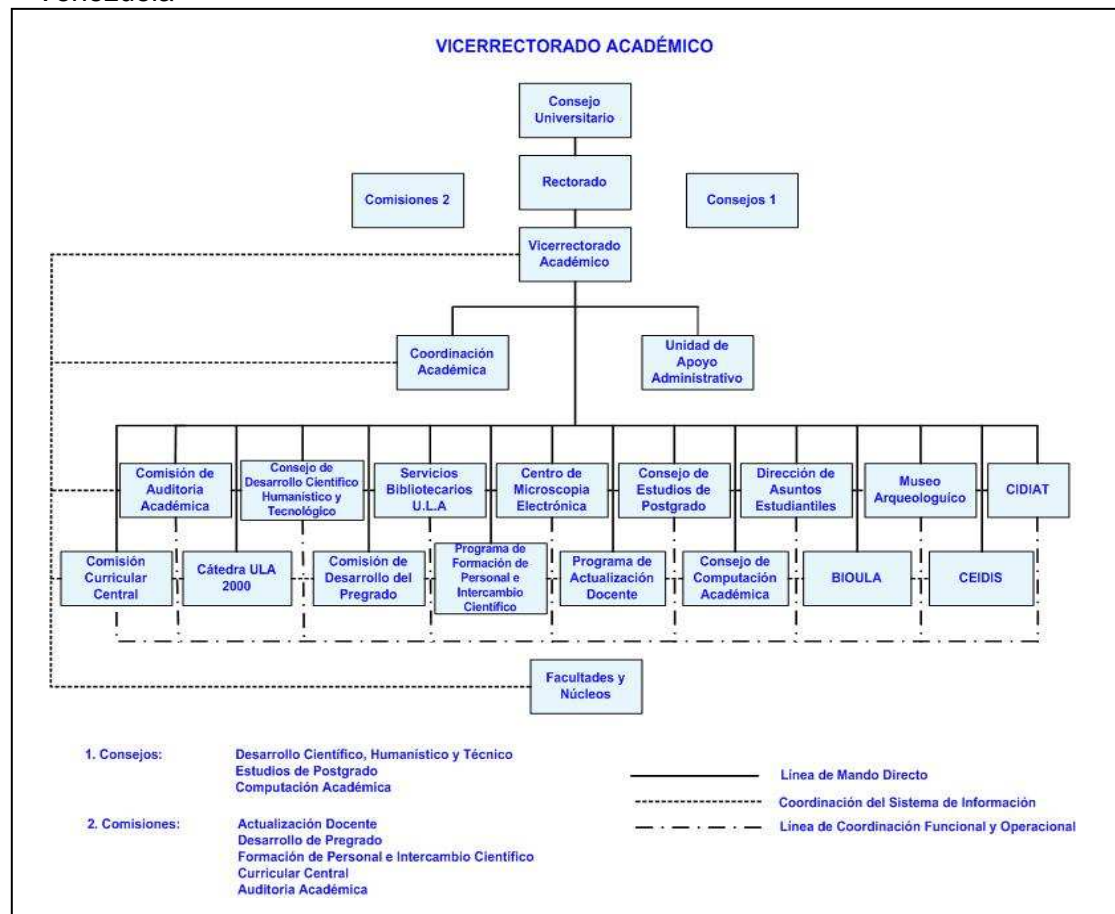 Venezuela
VICERRECTORADO ACADÉMICO
Consejo
Universitario
Rectorado
Comisiones 2
Consejos 1
Vicerrectorado
Académico
Coordinación
Académica
Unidad de
Apoyo
Administrativo
Comisión de
Auditoria
Académica
Consejo de
Desarrollo Científico
Humanístico y
Tecnológico
Servicios
Bibliotecarios
U.L.A
Centro de
Microscopia
Electrónica
Consejo de
Estudios de
Postgrado
Dirección de
Asuntos
Estudiantiles
Museo
Arqueologuíco
CIDIAT
Comisión
Curricular
Central
Cátedra ULA
2000
Comisión de
Desarrollo del
Pregrado
Programa de
Formación de
Personal e
Intercambio
Científico
Programa de
Actualización
Docente
Consejo de
Computación
Académica
BIOULA
CEIDIS
Facultades y
Núcleos
1. Consejos: Desarrollo Científico, Humanístico y Técnico
Estudios de Postgrado
Computación Académica
2. Comisiones: Actualización Docente
Desarrollo de Pregrado
Formación de Personal e Intercambio Científico
Curricular Central
Auditoria Académica
Línea de Mando Directo
Coordinación del Sistema de Información
Línea de Coordinación Funcional y Operacional